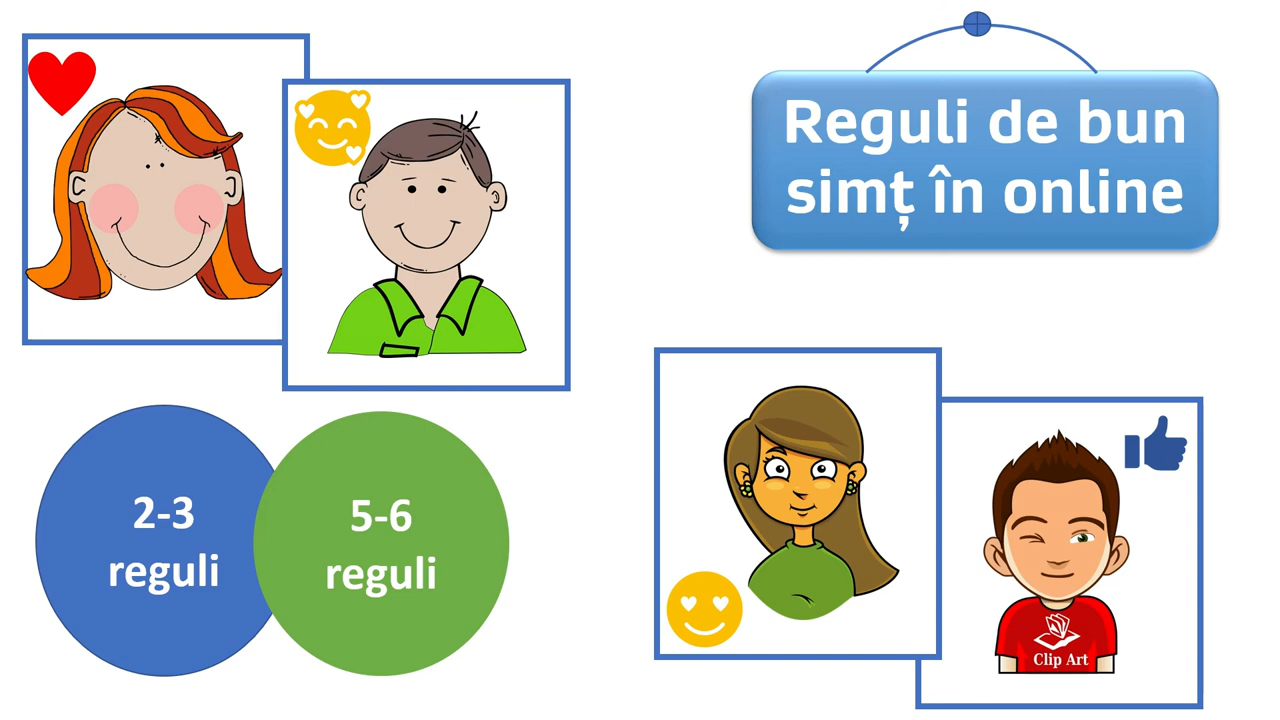 Reguli de bun
simț în online
2-3
reguli
5-6
reguli
Clip Art